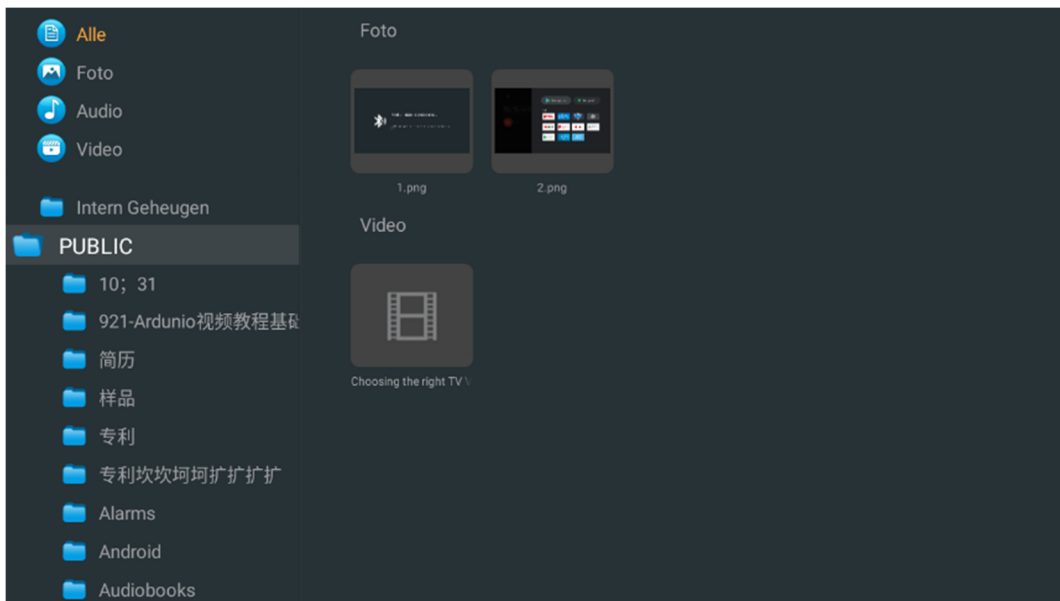 Alle
Foto
Audio
Video
Intern Geheugen
PUBLIC
10；31
921-Ardunio视频教程基础
简历
样品
专利
专利坎坎坷坷扩扩扩扩
Alarms
Android
Audiobooks
Foto
1.png
2.png
Video
Choosing the right TV